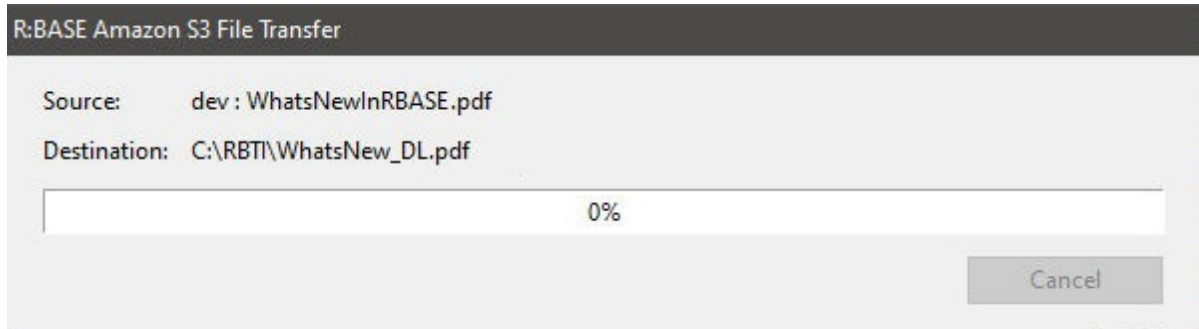 R:BASE Amazon S3 File Transfer
Source: dev : WhatsNewInRBASE.pdf
Destination: C:\RBTI\WhatsNew_DL.pdf
0%
Cancel